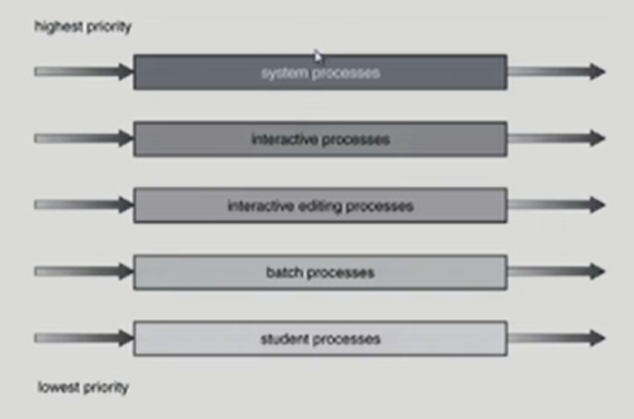 highest priority
system processes
interactive processes
interactive editing processes
batch processes
student processes
lowest priority